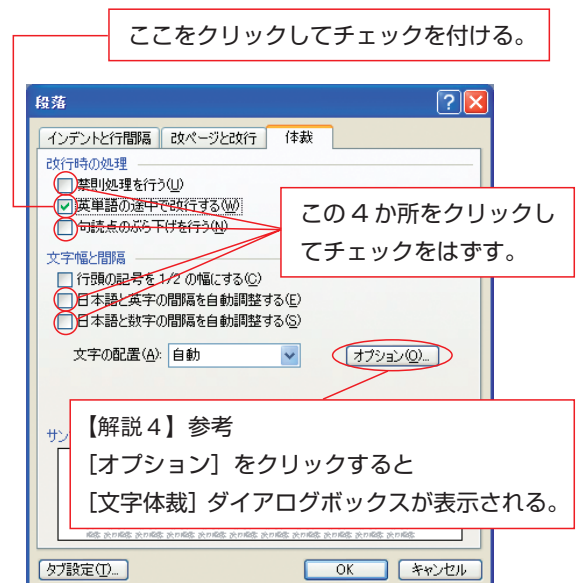 ここをクリックしてチェックを付ける。
段落
インデントと行間隔 改ページと改行 体裁
改行時の処理
禁則処理を行う(U)
英単語の途中で改行する(W)
句読点のぶら下げを行う(N)
この4か所をクリックし
てチェックをはずす。
文字幅と間隔
行頭の記号を 1/2 の幅にする(C)
日本語と英字の間隔を自動調整する(E)
日本語と数字の間隔を自動調整する(S)
文字の配置(A): 自動 オプション(O)...
サン
【解説4】参考
[オプション]をクリックすると
[文字体裁]ダイアログボックスが表示される。
タブ設定(T)... OK キャンセル